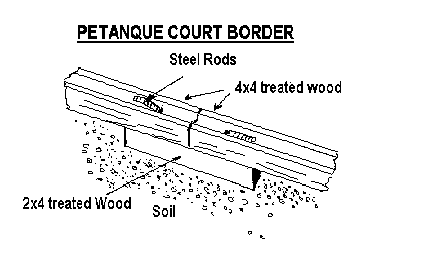 PETANQUE COURT BORDER
Steel Rods
4x4 treated wood
2x4 treated Wood
Soil